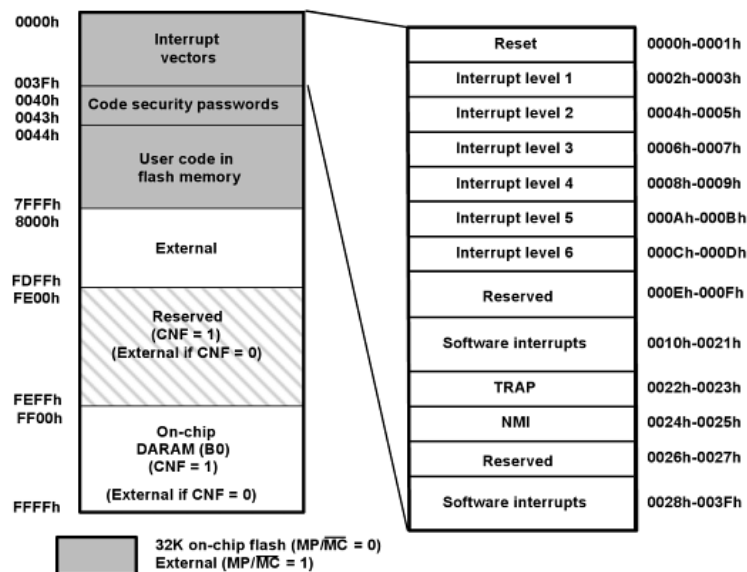 0000h
Interrupt
vectors
003Fh
0040h
Code security passwords
0043h
0044h
User code in
flash memory
7FFFh
8000h
External
FDFFh
FE00h
Reserved
(CNF = 1)
(External if CNF = 0)
FEFFh
FF00h
On-chip
DARAM (B0)
(CNF = 1)
(External if CNF = 0)
FFFFh
Reset 0000h-0001h
Interrupt level 1 0002h-0003h
Interrupt level 2 0004h-0005h
Interrupt level 3 0006h-0007h
Interrupt level 4 0008h-0009h
Interrupt level 5 000Ah-000Bh
Interrupt level 6 000Ch-000Dh
Reserved 000Eh-000Fh
Software interrupts 0010h-0021h
TRAP 0022h-0023h
NMI 0024h-0025h
Reserved 0026h-0027h
Software interrupts 0028h-003Fh
32K on-chip flash (MP/M̅C̅ = 0)
External (MP/M̅C̅ = 1)